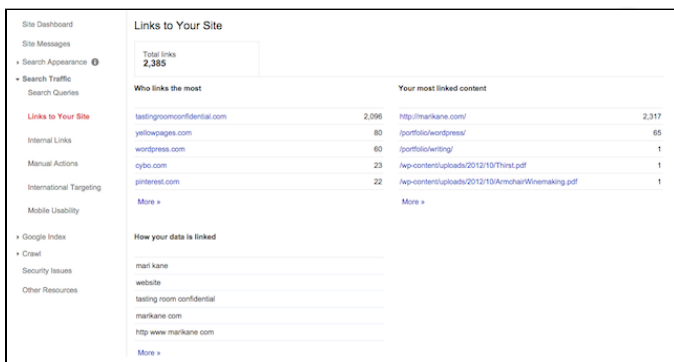 Site Dashboard
Site Messages
Search Appearance
Search Traffic
Search Queries
Links to Your Site
Internal Links
Manual Actions
International Targeting
Mobile Usability
Google Index
Crawl
Security Issues
Other Resources
Links to Your Site
Total links
2,385
Who links the most
tastingroomconfidential.com 2,096
yellowpages.com 80
wordpress.com 60
cybo.com 23
pinterest.com 22
More »
Your most linked content
http://marikane.com/ 2,317
/portfolio/wordpress/ 65
/portfolio/writing/ 1
/wp-content/uploads/2012/10/Thirst.pdf 1
/wp-content/uploads/2012/10/ArmchairWinemaking.pdf 1
More »
How your data is linked
mari kane
website
tasting room confidential
marikane com
http www marikane com
More »